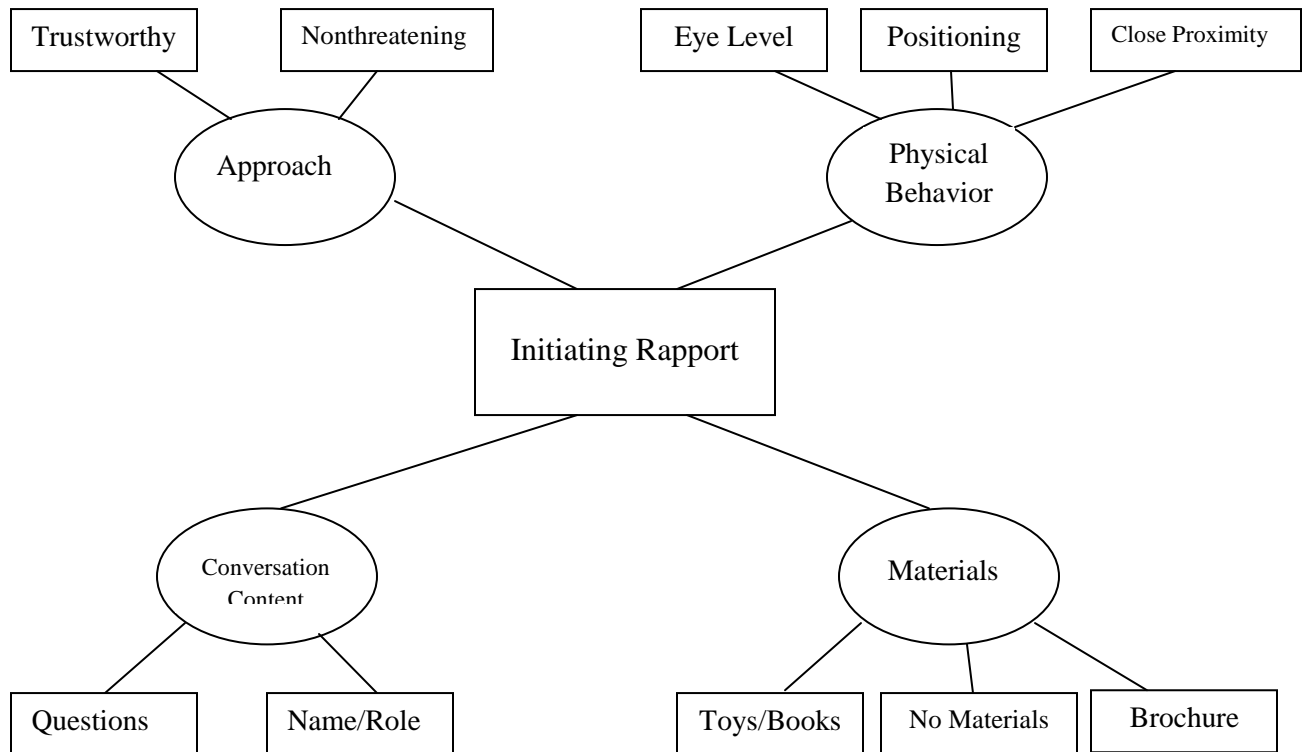 Trustworthy
Nonthreatening
Eye Level
Positioning
Close Proximity
Approach
Physical
Behavior
Initiating Rapport
Conversation
Content
Materials
Questions
Name/Role
Toys/Books
No Materials
Brochure